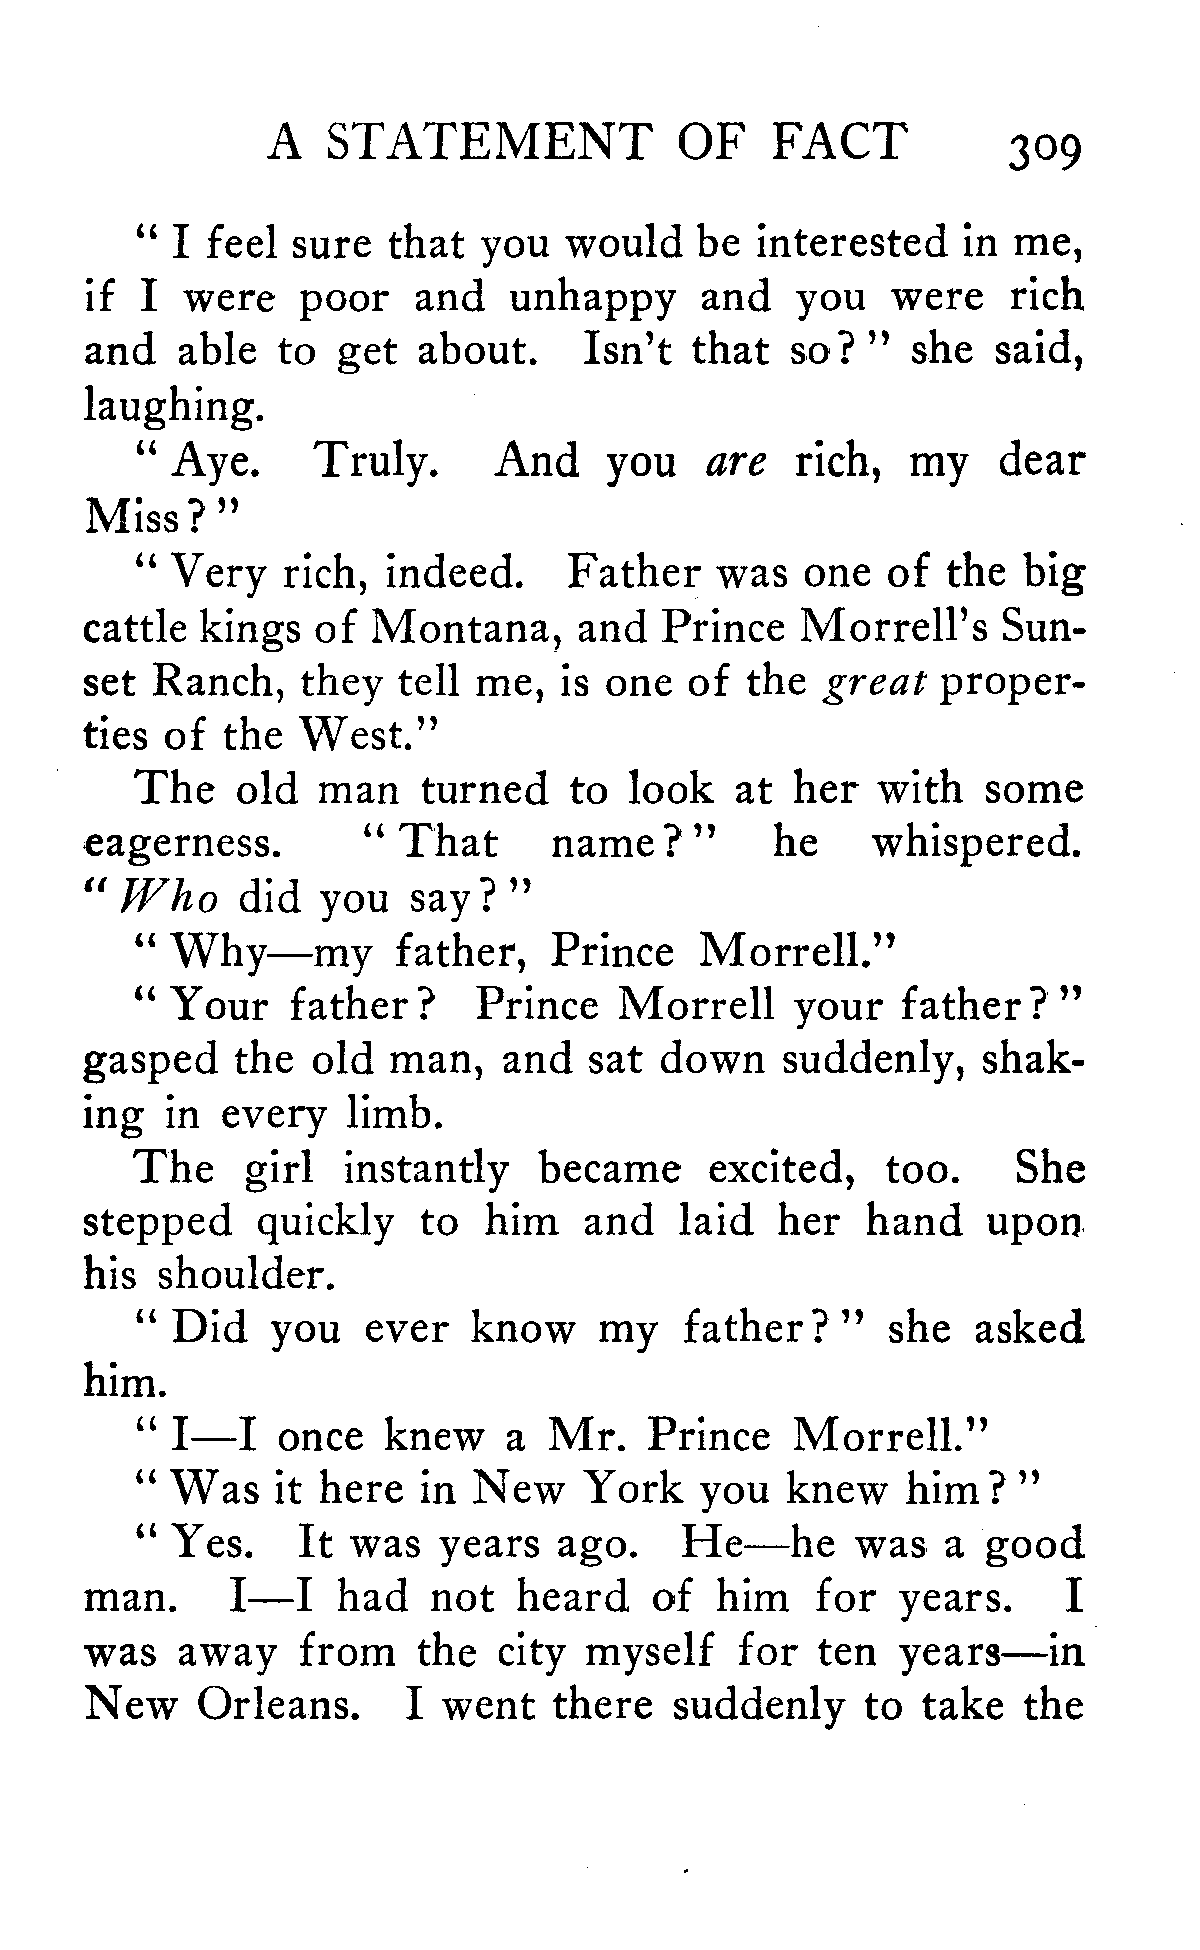 A STATEMENT OF FACT 309
" I feel sure that you would be interested in me,
if I were poor and unhappy and you were rich
and able to get about. Isn't that so? " she said,
laughing.
" Aye. Truly. And you are rich, my dear
Miss? "
" Very rich, indeed. Father was one of the big
cattle kings of Montana, and Prince Morrell's Sun-
set Ranch, they tell me, is one of the great proper-
ties of the West."
The old man turned to look at her with some
eagerness. " That name? " he whispered.
" Who did you say? "
" Why—my father, Prince Morrell."
" Your father? Prince Morrell your father? "
gasped the old man, and sat down suddenly, shak-
ing in every limb.
The girl instantly became excited, too. She
stepped quickly to him and laid her hand upon
his shoulder.
" Did you ever know my father? " she asked
him.
" I—I once knew a Mr. Prince Morrell."
" Was it here in New York you knew him? "
" Yes. It was years ago. He—he was a good
man. I—I had not heard of him for years. I
was away from the city myself for ten years—in
New Orleans. I went there suddenly to take the